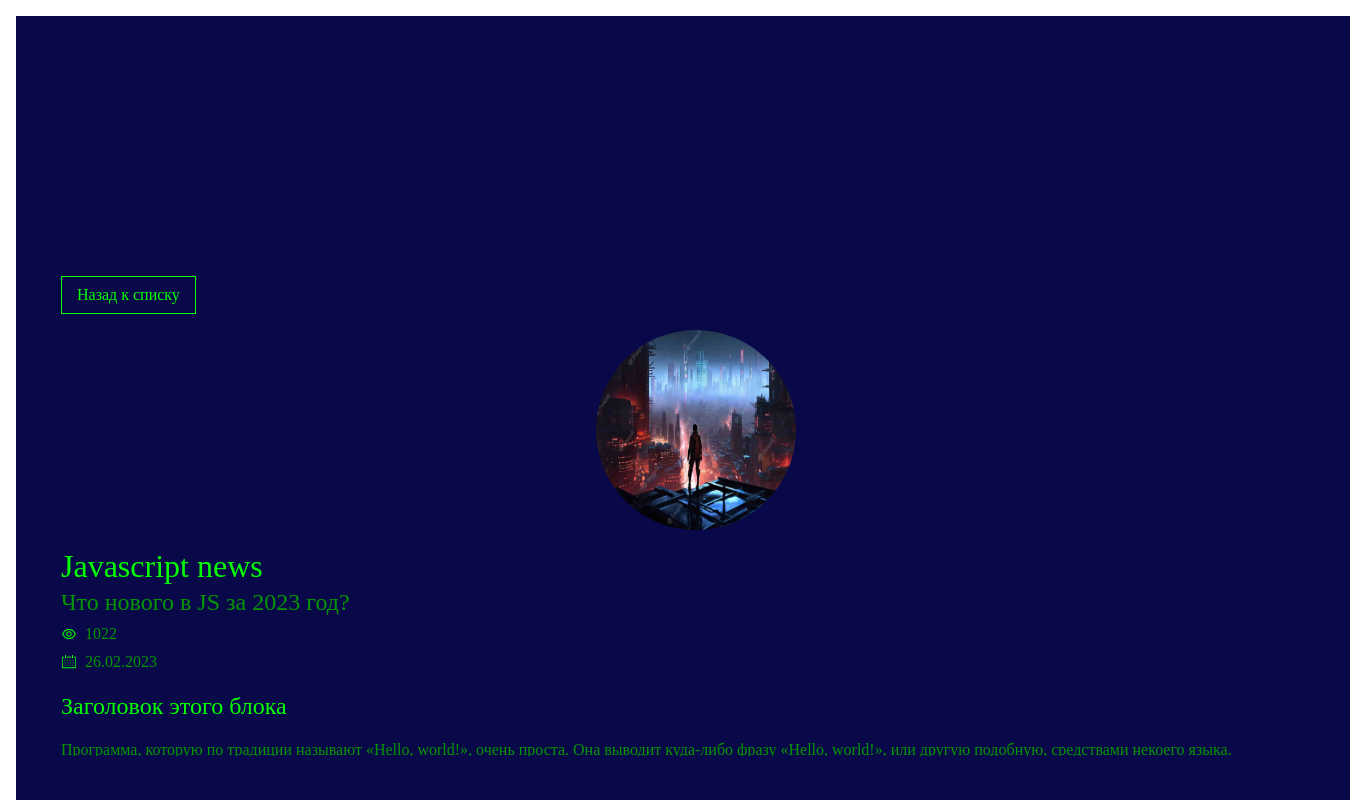 Назад к списку
Javascript news
Что нового в JS за 2023 год?
1022
26.02.2023
Заголовок этого блока
Программа, которую по традиции называют «Hello, world!», очень проста. Она выводит куда-либо фразу «Hello, world!», или другую подобную, средствами некоего языка.